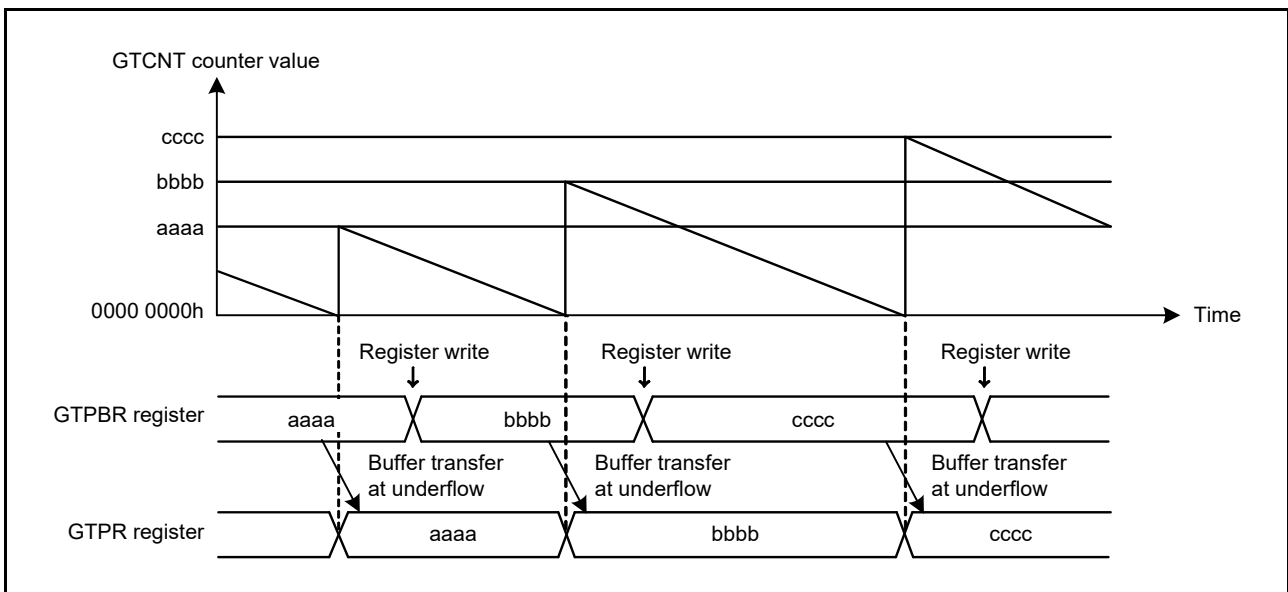 GTCNT counter value
cccc
bbbb
aaaa
0000 0000h
Time
Register write Register write Register write
GTPBR register aaaa bbbb cccc
Buffer transfer Buffer transfer Buffer transfer
at underflow at underflow at underflow
GTPR register aaaa bbbb cccc